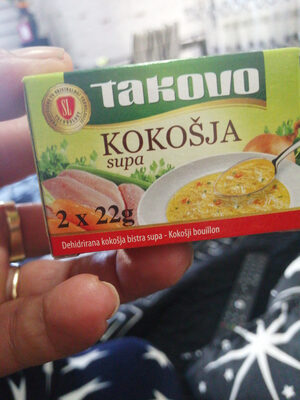 TAKOVO
KOKOŠJA
supa
2 x 22g
Dehidrirana kokošja bistra supa - Kokošji bouillon